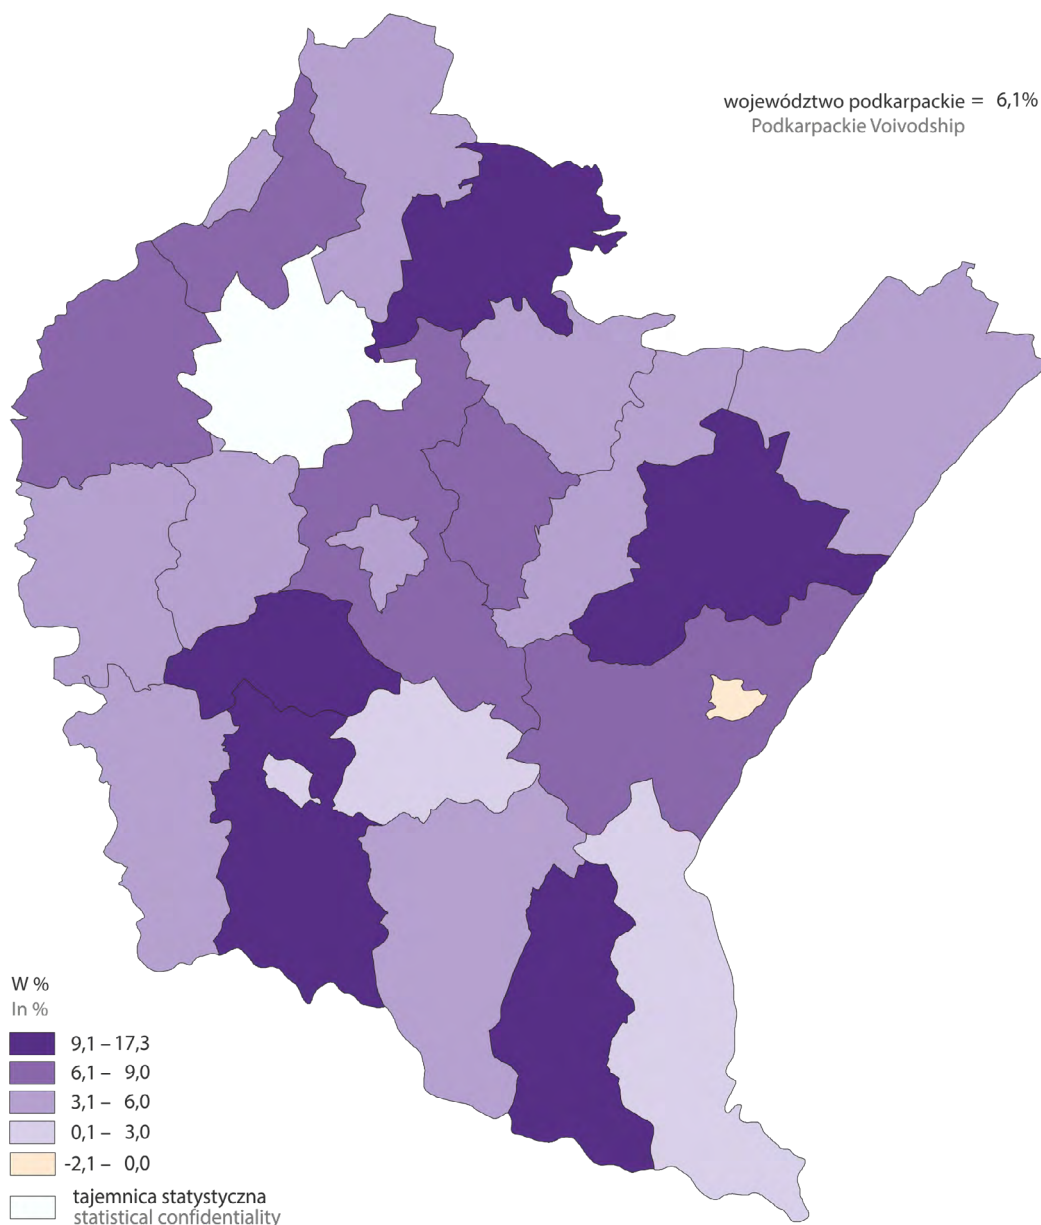 województwo podkarpackie = 6,1%
Podkarpackie Voivodship
W %
In %
9,1 – 17,3
6,1 – 9,0
3,1 – 6,0
0,1 – 3,0
-2,1 – 0,0
tajemnica statystyczna
statistical confidentiality